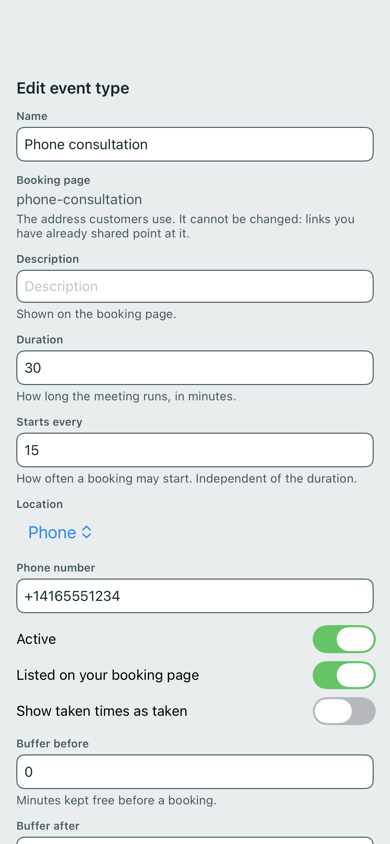 Edit event type
Name
Phone consultation
Booking page
phone-consultation
The address customers use. It cannot be changed: links you
have already shared point at it.
Description
Description
Shown on the booking page.
Duration
30
How long the meeting runs, in minutes.
Starts every
15
How often a booking may start. Independent of the duration.
Location
Phone
Phone number
+14165551234
Active
Listed on your booking page
Show taken times as taken
Buffer before
0
Minutes kept free before a booking.
Buffer after